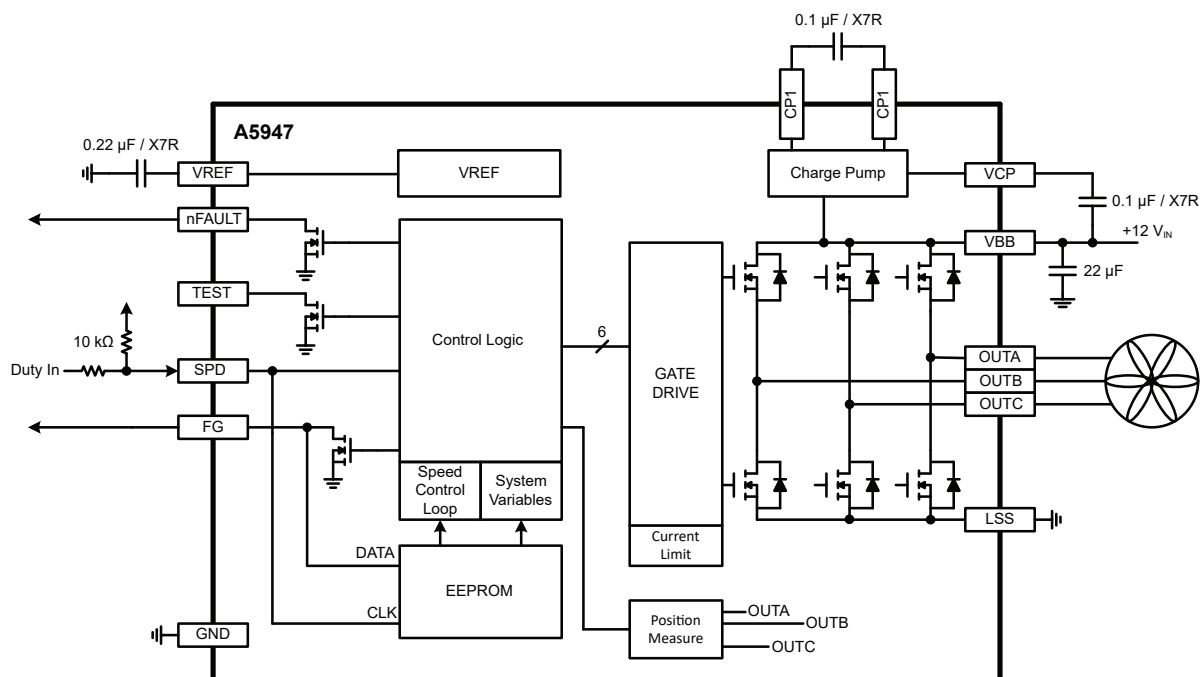 0.1 µF / X7R
CP1
CP1
A5947
0.22 µF / X7R
VREF
VREF
Charge Pump
VCP
0.1 µF / X7R
nFAULT
+12 VIN
VBB
22 µF
TEST
10 kΩ
Control Logic
6
GATE
DRIVE
Duty In
SPD
OUTA
OUTB
OUTC
FG
Speed
Control
Loop
System
Variables
LSS
Current
Limit
DATA
EEPROM
CLK
Position
Measure
OUTA
OUTB
OUTC
GND